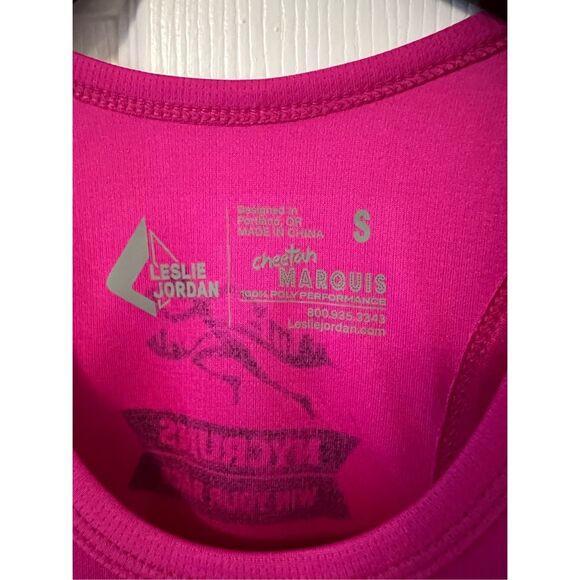 LESLIE
JORDAN
Designed in
Portland, OR
MADE IN CHINA
S
cheetah
MARQUIS
100% POLY PERFORMANCE
800.935.3343
Lesliejordan.com
MYCRUNS